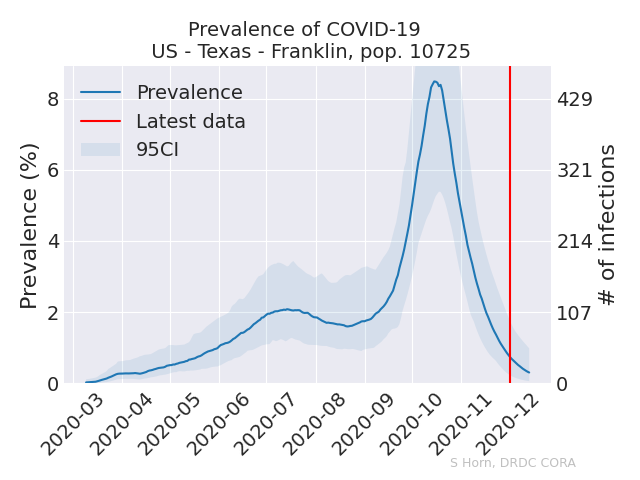 Prevalence of COVID-19
US - Texas - Franklin, pop. 10725
Prevalence
Latest data
95CI
Prevalence (%)
8
6
4
2
0
429
321
214
107
0
# of infections
2020-03
2020-04
2020-05
2020-06
2020-07
2020-08
2020-09
2020-10
2020-11
2020-12
S Horn, DRDC CORA